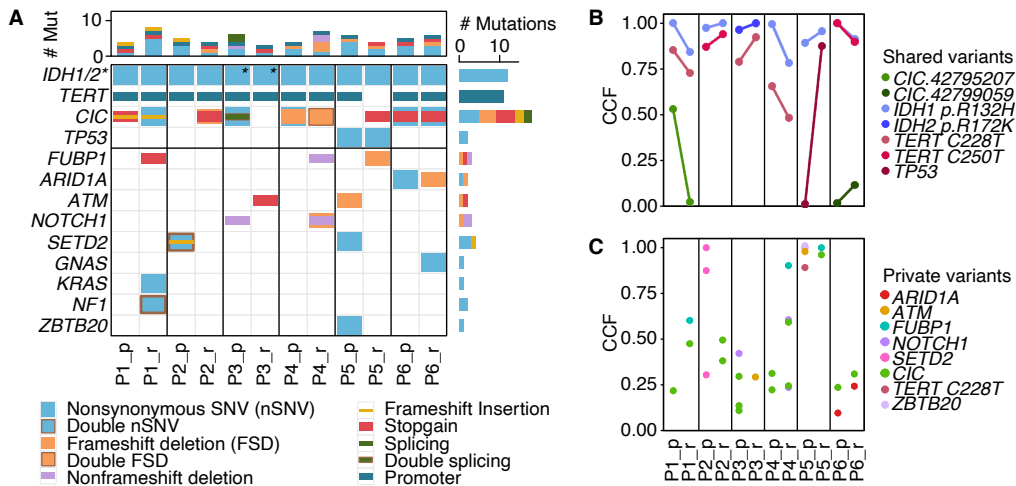 A
# Mut
10
0
# Mutations
0 10
IDH1/2*
* *
TERT
CIC
TP53
FUBP1
ARID1A
ATM
NOTCH1
SETD2
GNAS
KRAS
NF1
ZBTB20
P1_p P1_r P2_p P2_r P3_p P3_r P4_p P4_r P5_p P5_r P6_p P6_r
Nonsynonymous SNV (nSNV)
Double nSNV
Frameshift deletion (FSD)
Double FSD
Nonframeshift deletion
Frameshift Insertion
Stopgain
Splicing
Double splicing
Promoter
B
CCF
1.00
0.75
0.50
0.25
0.00
Shared variants
CIC.42795207
CIC.42799059
IDH1 p.R132H
IDH2 p.R172K
TERT C228T
TERT C250T
TP53
C
CCF
1.00
0.75
0.50
0.25
0.00
P1_p P1_r P2_p P2_r P3_p P3_r P4_p P4_r P5_p P5_r P6_p P6_r
Private variants
ARID1A
ATM
FUBP1
NOTCH1
SETD2
CIC
TERT C228T
ZBTB20